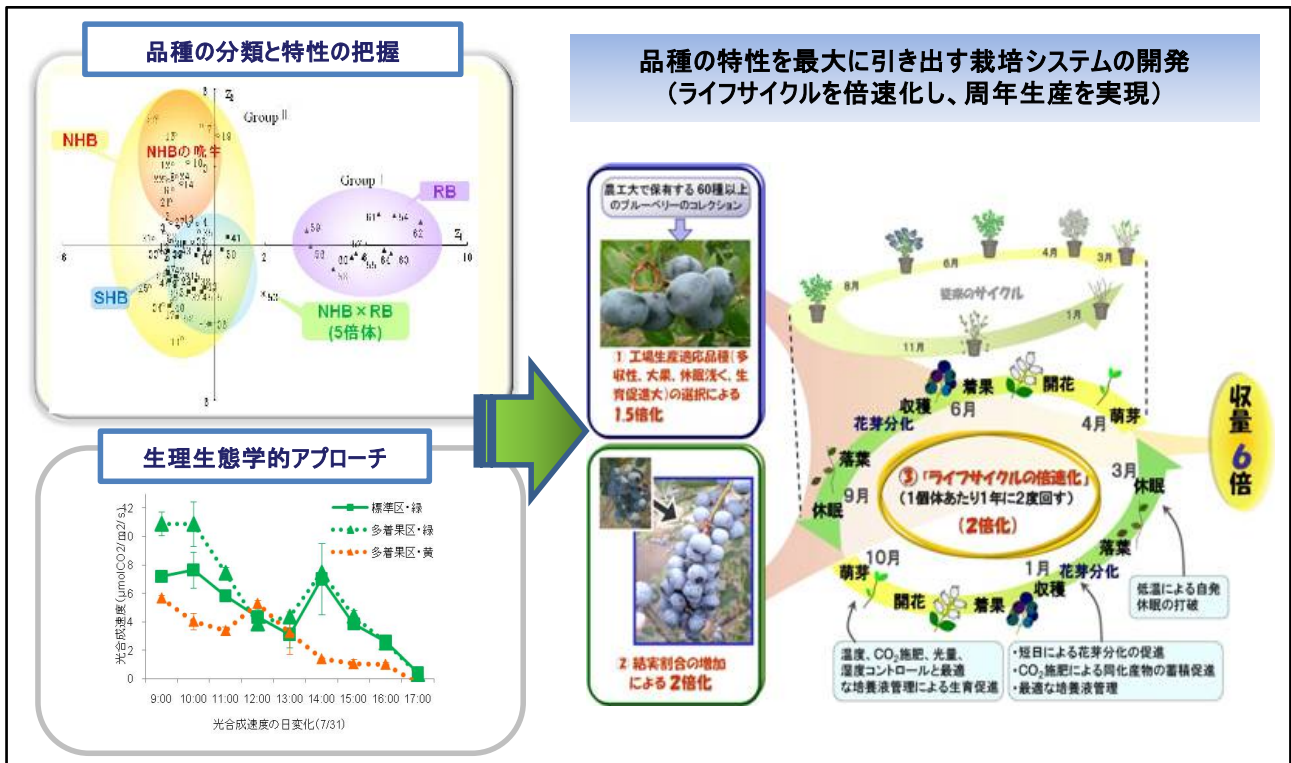 品種の分類と特性の把握
Z₂
Group Ⅱ
NHB
NHBの晩生
Group Ⅰ
RB
Z₁
-6
2
6
10
SHB
NHB×RB
(5倍体)
生理生態学的アプローチ
標準区・緑
多着果区・緑
多着果区・黄
光合成速度(μmolCO2/m2/s)
9:00 10:00 11:00 12:00 13:00 14:00 15:00 16:00 17:00
光合成速度の日変化(7/31)
品種の特性を最大に引き出す栽培システムの開発
(ライフサイクルを倍速化し、周年生産を実現)
農工大で保有する60種以上
のブルーベリーのコレクション
1 工場生産適応品種(多
収性、大果、休眠浅く、生
育促進大)の選択による
1.5倍化
2 結実割合の増加
による 2倍化
8月
6月
4月
3月
従来のサイクル
1月
11月
着果
開花
収穫
6月
花芽分化
4月
萌芽
落葉
9月
休眠
③「ライフサイクルの倍速化」
(1個体あたり1年に2度回す)
(2倍化)
3月
休眠
落葉
10月
萌芽
開花
着果
収穫
1月
花芽分化
収量6倍
低温による自発
休眠の打破
温度、CO₂施肥、光量、
湿度コントロールと最適
な培養液管理による生育促進
・短日による花芽分化の促進
・CO₂施肥による同化産物の蓄積促進
・最適な培養液管理